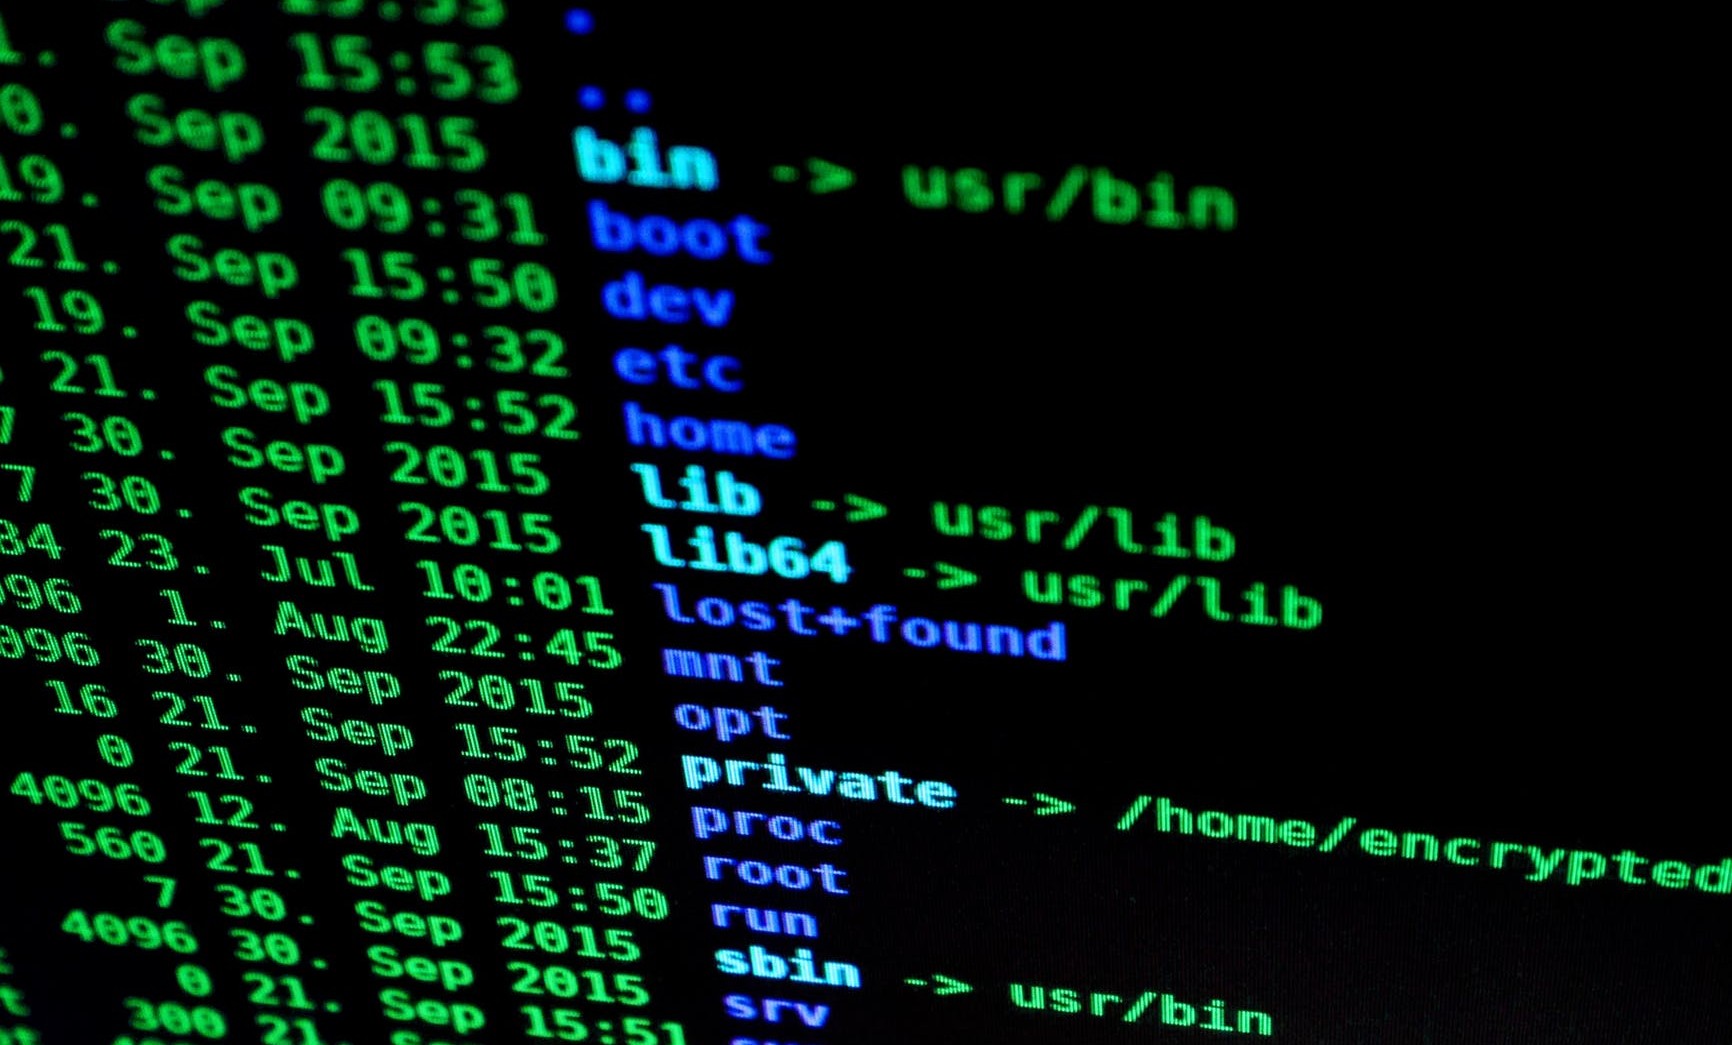 15:53 .
1. Sep 15:53 ..
0. Sep 2015 bin -> usr/bin
19. Sep 09:31 boot
21. Sep 15:50 dev
19. Sep 09:32 etc
21. Sep 15:52 home
7 30. Sep 2015 lib -> usr/lib
7 30. Sep 2015 lib64 -> usr/lib
84 23. Jul 10:01 lost+found
096 1. Aug 22:45 mnt
096 30. Sep 2015 opt
16 21. Sep 15:52 private -> /home/encrypted
0 21. Sep 08:15 proc
4096 12. Aug 15:37 root
560 21. Sep 15:50 run
7 30. Sep 2015 sbin -> usr/bin
4096 30. Sep 2015 srv
0 21. Sep 15:51
300 21.